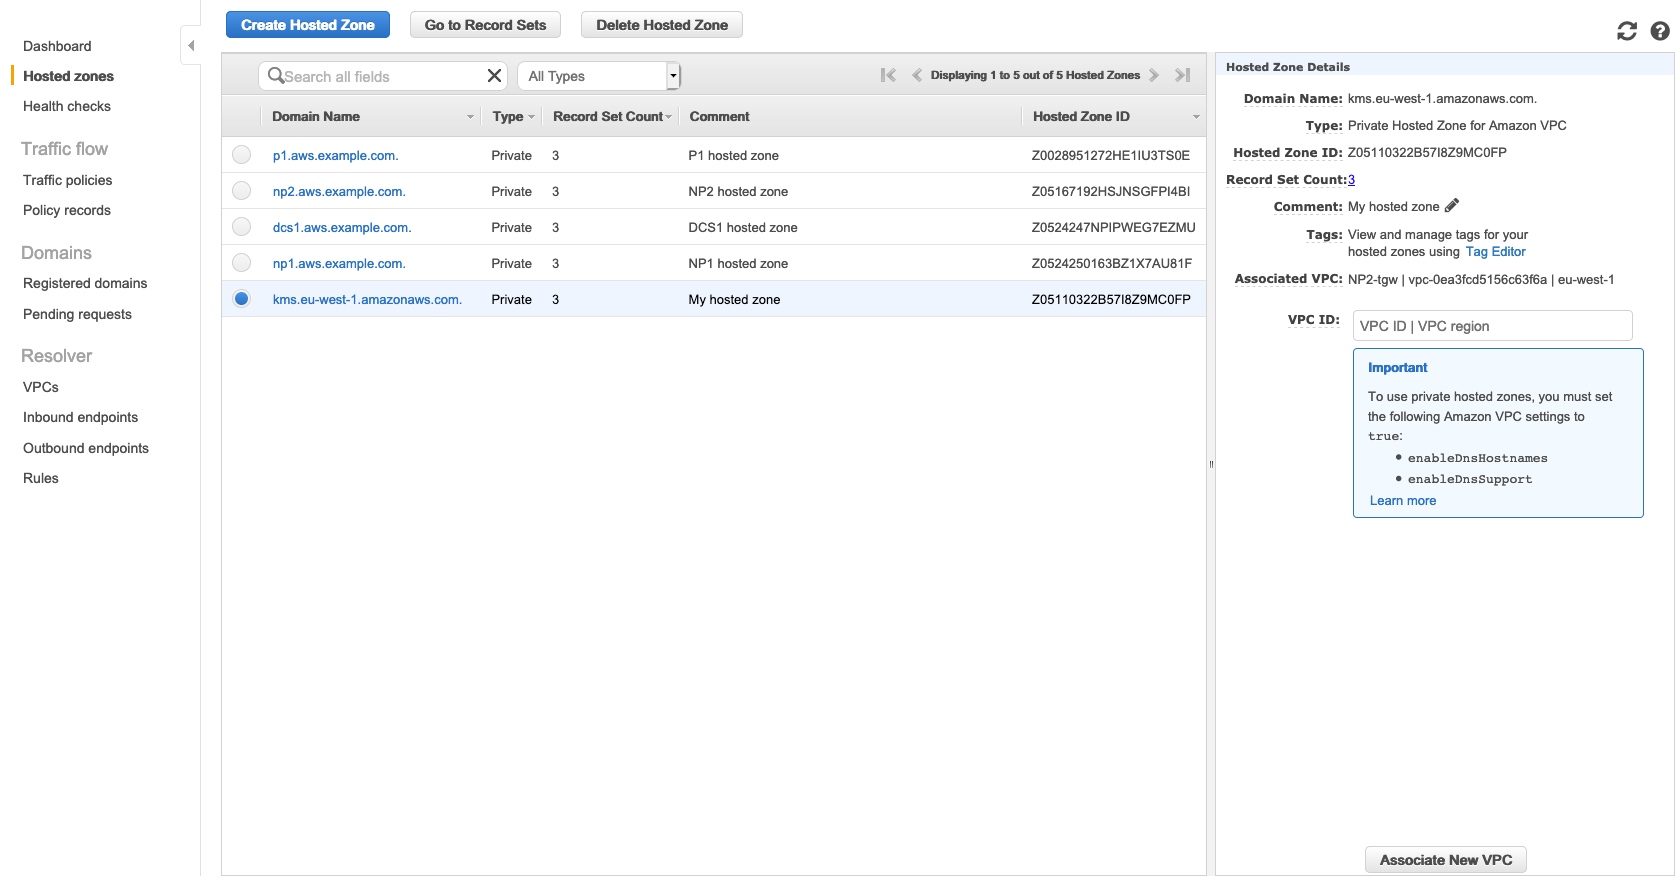 Create Hosted Zone
Go to Record Sets
Delete Hosted Zone
Dashboard
Hosted zones
Health checks
Traffic flow
Traffic policies
Policy records
Domains
Registered domains
Pending requests
Resolver
VPCs
Inbound endpoints
Outbound endpoints
Rules
Search all fields
All Types
Displaying 1 to 5 out of 5 Hosted Zones
Domain Name Type Record Set Count Comment Hosted Zone ID
p1.aws.example.com. Private 3 P1 hosted zone Z0028951272HE1IU3TS0E
np2.aws.example.com. Private 3 NP2 hosted zone Z05167192HSJNSGFPI4BI
dcs1.aws.example.com. Private 3 DCS1 hosted zone Z0524247NPIPWEG7EZMU
np1.aws.example.com. Private 3 NP1 hosted zone Z0524250163BZ1X7AU81F
kms.eu-west-1.amazonaws.com. Private 3 My hosted zone Z05110322B57I8Z9MC0FP
Hosted Zone Details
Domain Name: kms.eu-west-1.amazonaws.com.
Type: Private Hosted Zone for Amazon VPC
Hosted Zone ID: Z05110322B57I8Z9MC0FP
Record Set Count: 3
Comment: My hosted zone
Tags: View and manage tags for your
hosted zones using Tag Editor
Associated VPC: NP2-tgw | vpc-0ea3fcd5156c63f6a | eu-west-1
VPC ID: VPC ID | VPC region
Important
To use private hosted zones, you must set
the following Amazon VPC settings to
true:
• enableDnsHostnames
• enableDnsSupport
Learn more
Associate New VPC